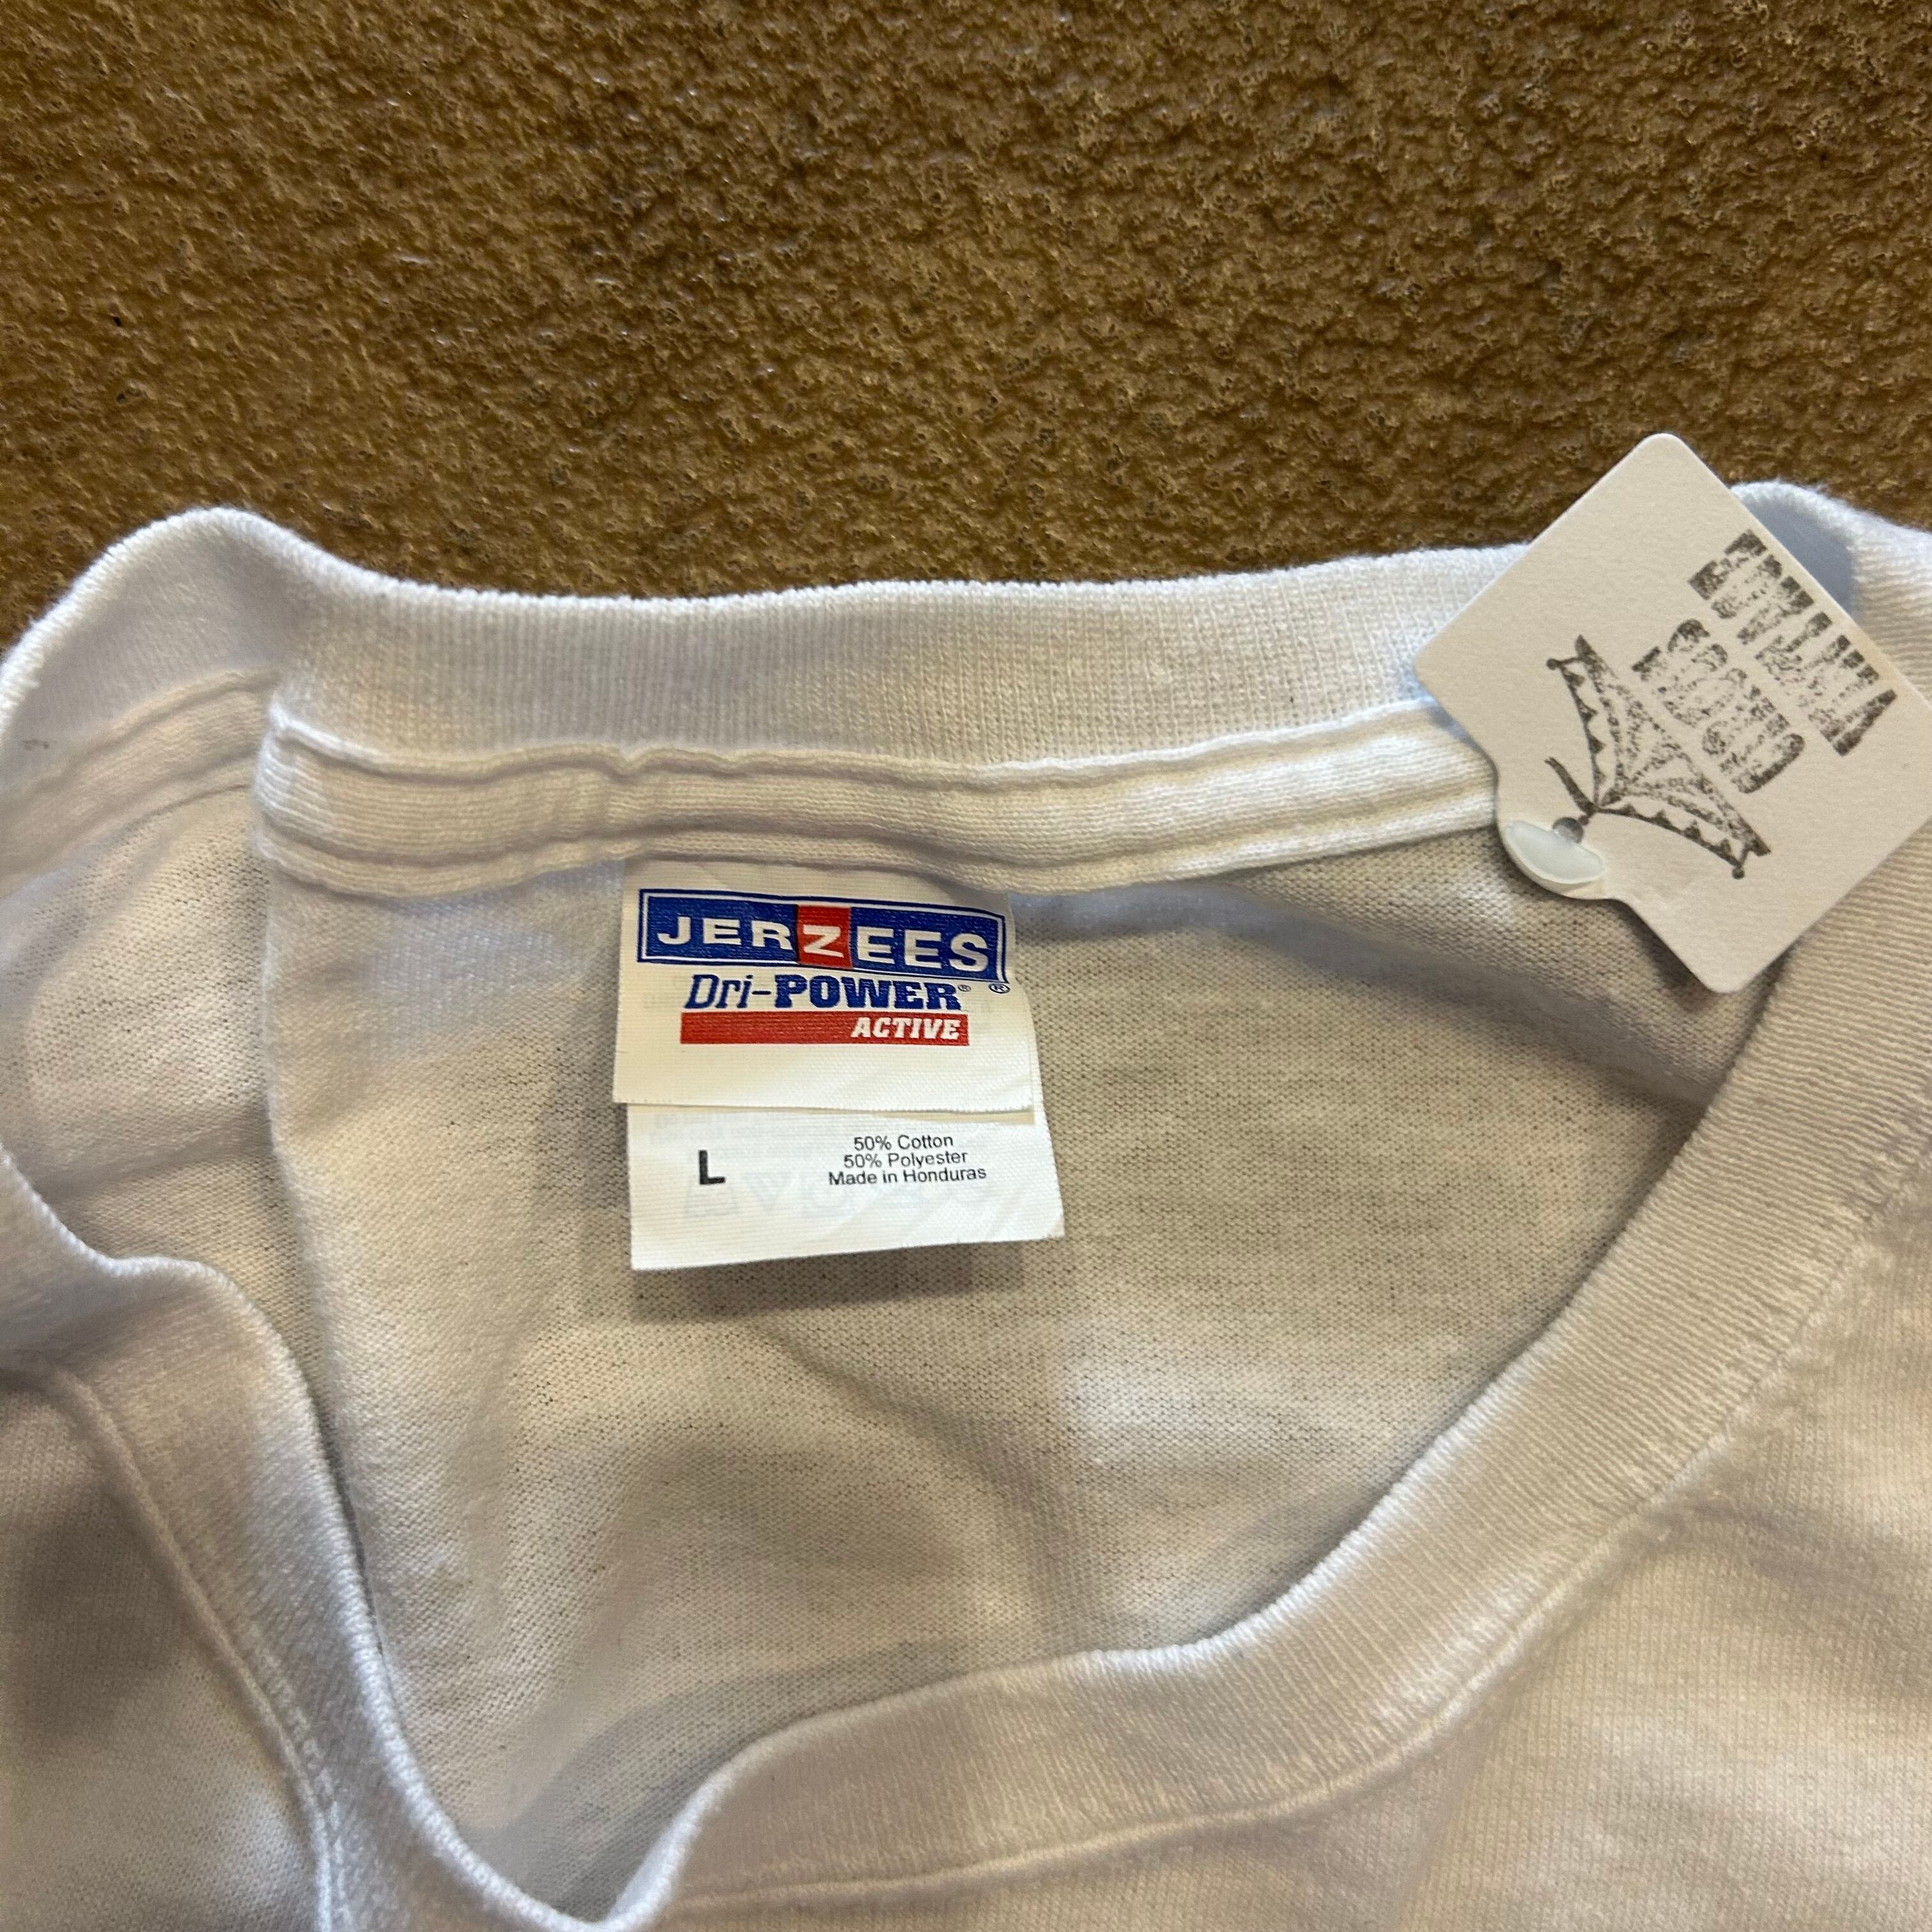 JERZEES
Dri-POWER®
®
ACTIVE
L
50% Cotton
50% Polyester
Made in Honduras